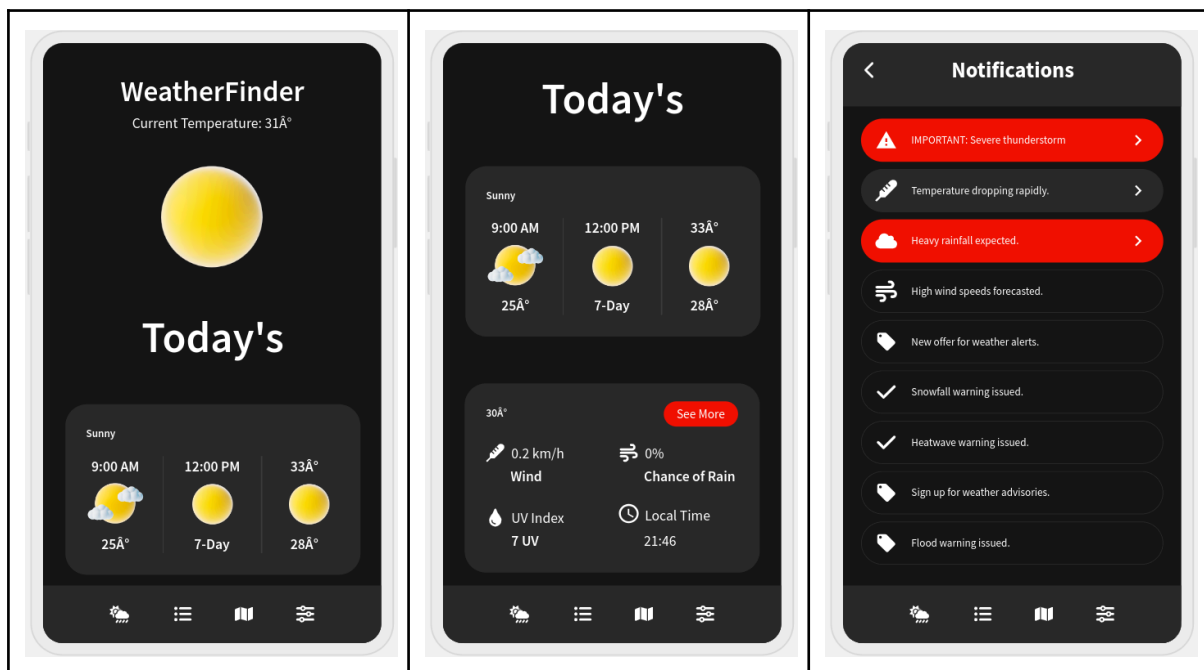 WeatherFinder
Current Temperature: 31Â°
Today's
Sunny
9:00 AM 12:00 PM 33Â°
25Â° 7-Day 28Â°
Today's
Sunny
9:00 AM 12:00 PM 33Â°
25Â° 7-Day 28Â°
30Â° See More
0.2 km/h 0%
Wind Chance of Rain
UV Index Local Time
7 UV 21:46
Notifications
IMPORTANT: Severe thunderstorm
Temperature dropping rapidly.
Heavy rainfall expected.
High wind speeds forecasted.
New offer for weather alerts.
Snowfall warning issued.
Heatwave warning issued.
Sign up for weather advisories.
Flood warning issued.